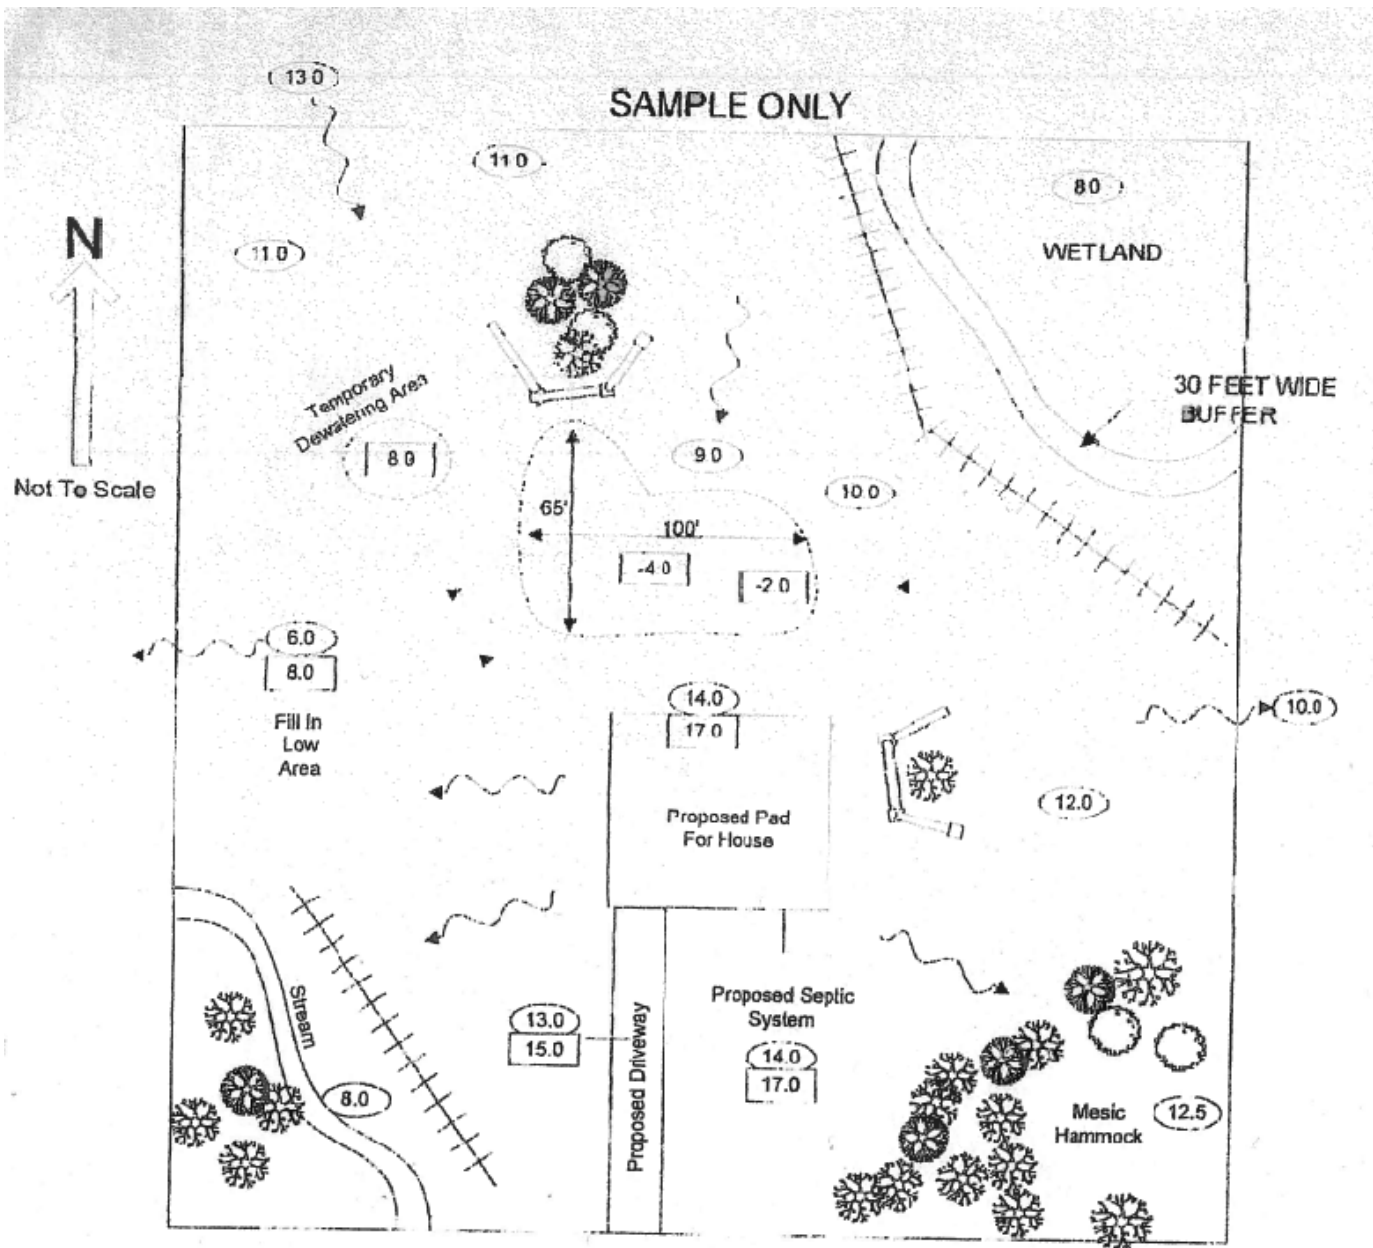 SAMPLE ONLY
13 0
11 0
8 0
N
11 0
WETLAND
30 FEET WIDE
BUFFER
Temporary
Dewatering Area
8 0
9 0
Not To Scale
10.0
65'
100'
-4 0
-2 0
6.0
8.0
14.0
17 0
10.0
Fill In
Low
Area
12.0
Proposed Pad
For House
Stream
Proposed Septic
System
13.0
15.0
14.0
17.0
Proposed Driveway
8.0
Mesic
Hammock
12.5